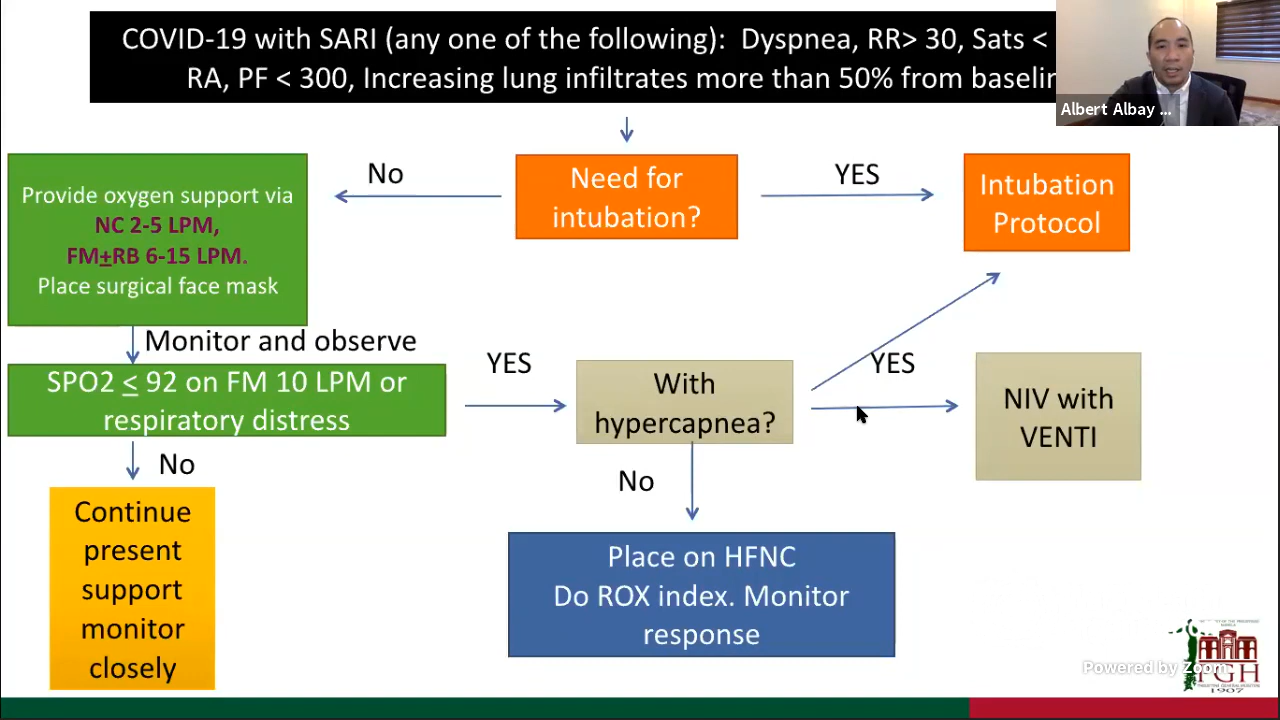 COVID-19 with SARI (any one of the following): Dyspnea, RR> 30, Sats <
RA, PF < 300, Increasing lung infiltrates more than 50% from baselin
Albert Albay ...
No
Need for
intubation?
YES
Intubation
Protocol
Provide oxygen support via
NC 2-5 LPM,
FM±RB 6-15 LPM.
Place surgical face mask
Monitor and observe
SPO2 ≤ 92 on FM 10 LPM or
respiratory distress
YES
With
hypercapnea?
YES
NIV with
VENTI
No
No
Continue
present
support
monitor
closely
Place on HFNC
Do ROX index. Monitor
response
Powered by Zoom
PGH
1907